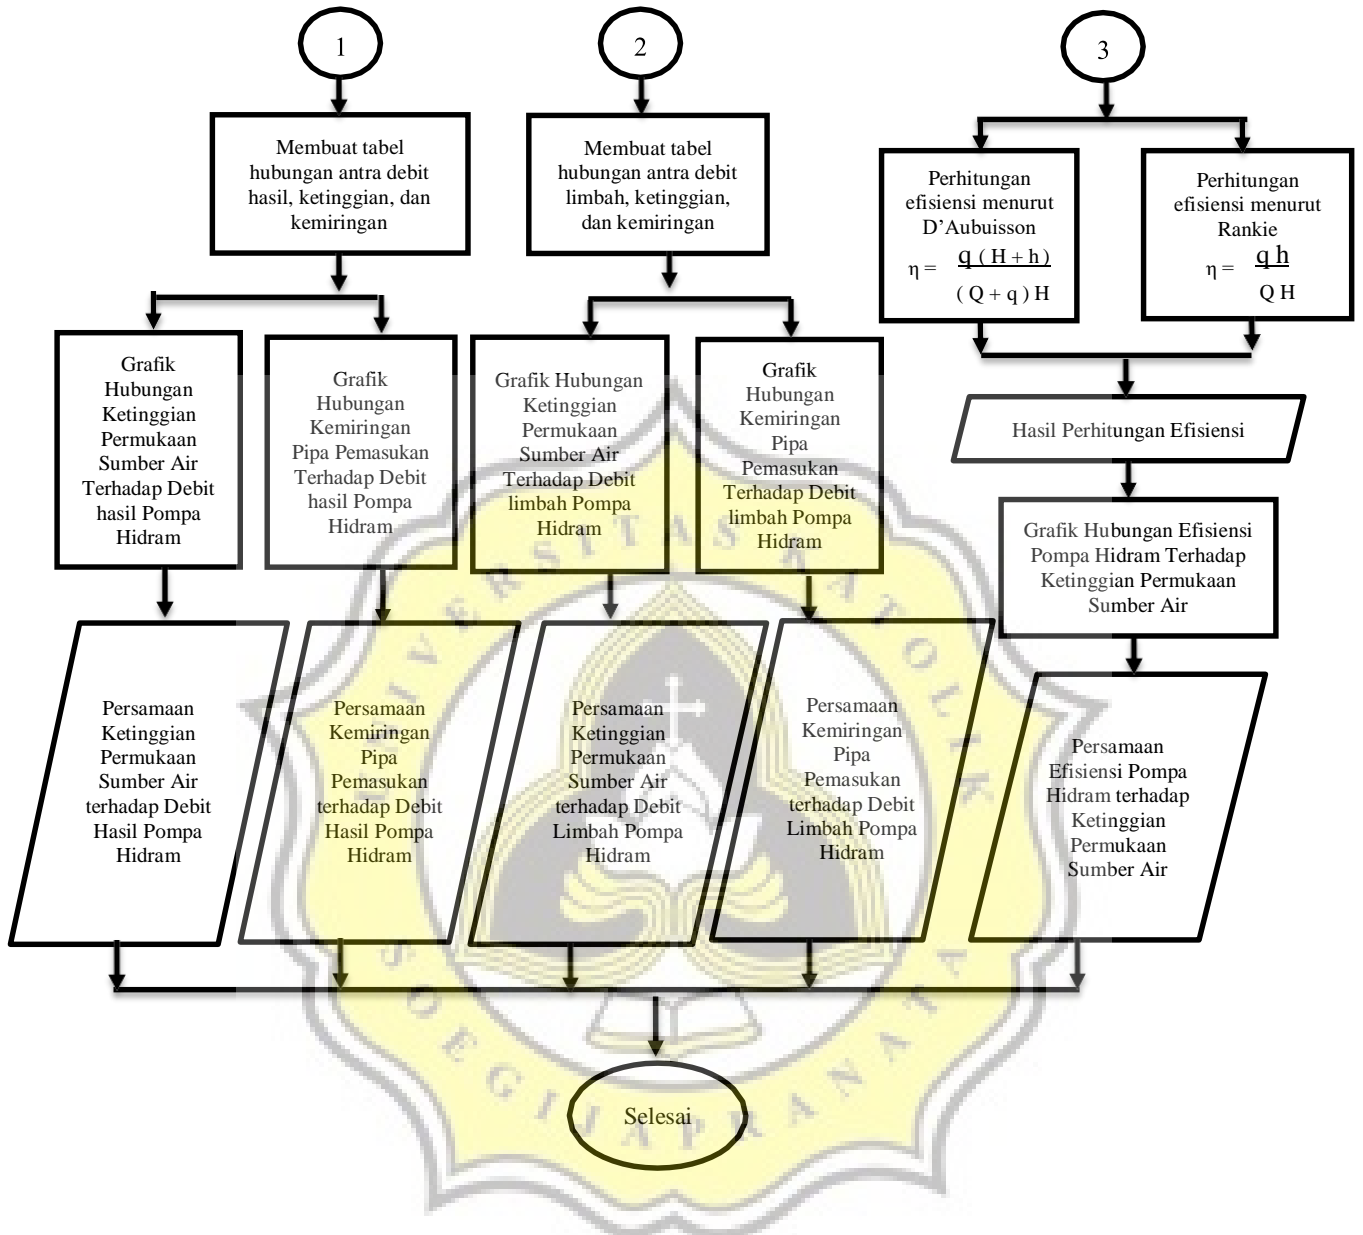 1
Membuat tabel
hubungan antra debit
hasil, ketinggian, dan
kemiringan
Grafik
Hubungan
Ketinggian
Permukaan
Sumber Air
Terhadap Debit
hasil Pompa
Hidram
Grafik
Hubungan
Kemiringan
Pipa Pemasukan
Terhadap Debit
hasil Pompa
Hidram
Persamaan
Ketinggian
Permukaan
Sumber Air
terhadap Debit
Hasil Pompa
Hidram
Persamaan
Kemiringan
Pipa
Pemasukan
terhadap Debit
Hasil Pompa
Hidram
2
Membuat tabel
hubungan antra debit
limbah, ketinggian,
dan kemiringan
Grafik Hubungan
Ketinggian
Permukaan
Sumber Air
Terhadap Debit
limbah Pompa
Hidram
Grafik
Hubungan
Kemiringan
Pipa
Pemasukan
Terhadap Debit
limbah Pompa
Hidram
Persamaan
Ketinggian
Permukaan
Sumber Air
terhadap Debit
Limbah Pompa
Hidram
Persamaan
Kemiringan
Pipa
Pemasukan
terhadap Debit
Limbah Pompa
Hidram
3
Perhitungan
efisiensi menurut
D'Aubuisson
η = q ( H + h )
( Q + q ) H
Perhitungan
efisiensi menurut
Rankie
η = q h
Q H
Hasil Perhitungan Efisiensi
Grafik Hubungan Efisiensi
Pompa Hidram Terhadap
Ketinggian Permukaan
Sumber Air
Persamaan
Efisiensi Pompa
Hidram terhadap
Ketinggian
Permukaan
Sumber Air
Selesai
UNIVERSITAS KATOLIK
SOEGIJAPRANATA